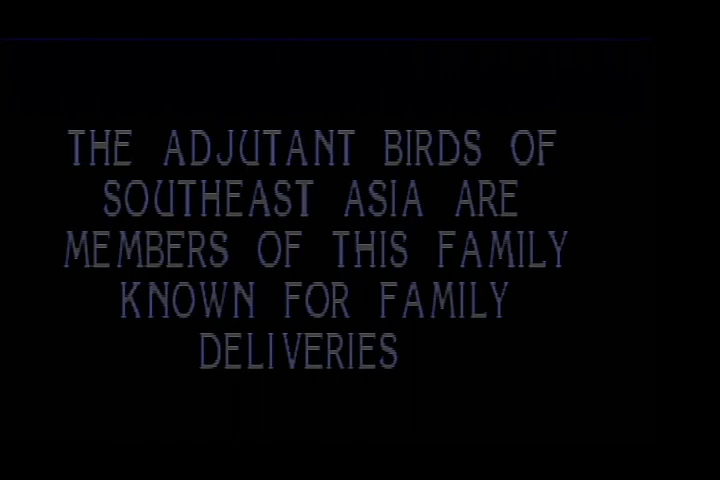 THE ADJUTANT BIRDS OF
SOUTHEAST ASIA ARE
MEMBERS OF THIS FAMILY
KNOWN FOR FAMILY
DELIVERIES